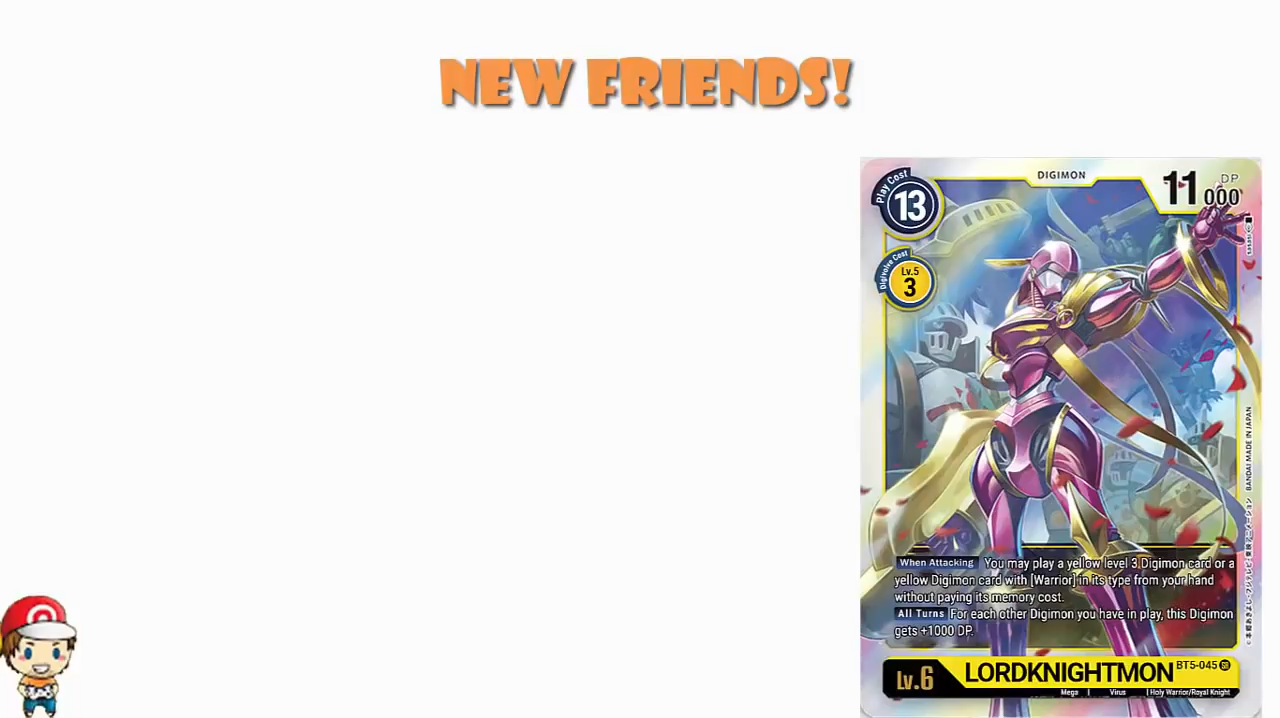 NEW FRIENDS!
Play Cost
13
DIGIMON
11000 DP
Digivolve Cost
Lv.5
3
BANDAI MADE IN JAPAN
When Attacking You may play a yellow level 3 Digimon card or a
yellow Digimon card with [Warrior] in its type from your hand
without paying its memory cost.
All Turns For each other Digimon you have in play, this Digimon
gets +1000 DP.
Lv.6 LORDKNIGHTMON BT5-045 SR
Mega Virus Holy Warrior/Royal Knight